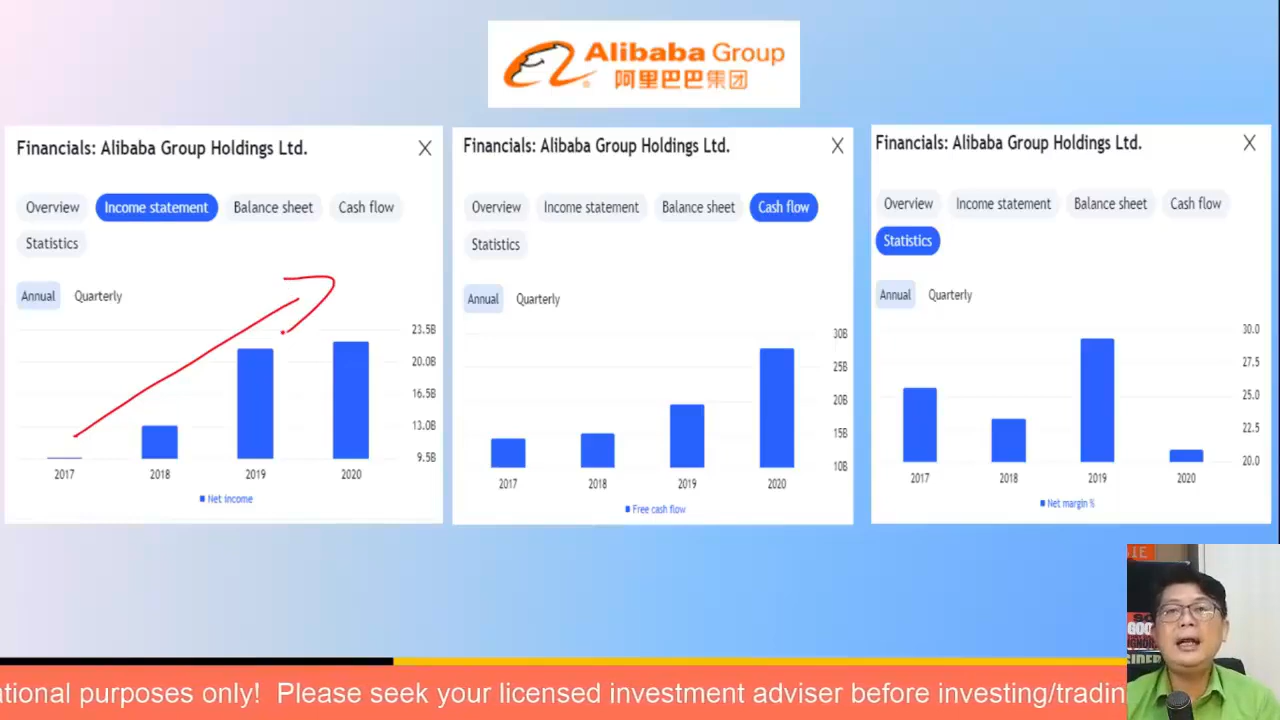 Alibaba Group
阿里巴巴集团
Financials: Alibaba Group Holdings Ltd.
X
Overview
Income statement
Balance sheet
Cash flow
Statistics
Annual
Quarterly
23.5B
20.0B
16.5B
13.0B
9.5B
2017
2018
2019
2020
Net income
Financials: Alibaba Group Holdings Ltd.
X
Overview
Income statement
Balance sheet
Cash flow
Statistics
Annual
Quarterly
30B
25B
20B
15B
10B
2017
2018
2019
2020
Free cash flow
Financials: Alibaba Group Holdings Ltd.
X
Overview
Income statement
Balance sheet
Cash flow
Statistics
Annual
Quarterly
30.0
27.5
25.0
22.5
20.0
2017
2018
2019
2020
Net margin %
ational purposes only! Please seek your licensed investment adviser before investing/tradin